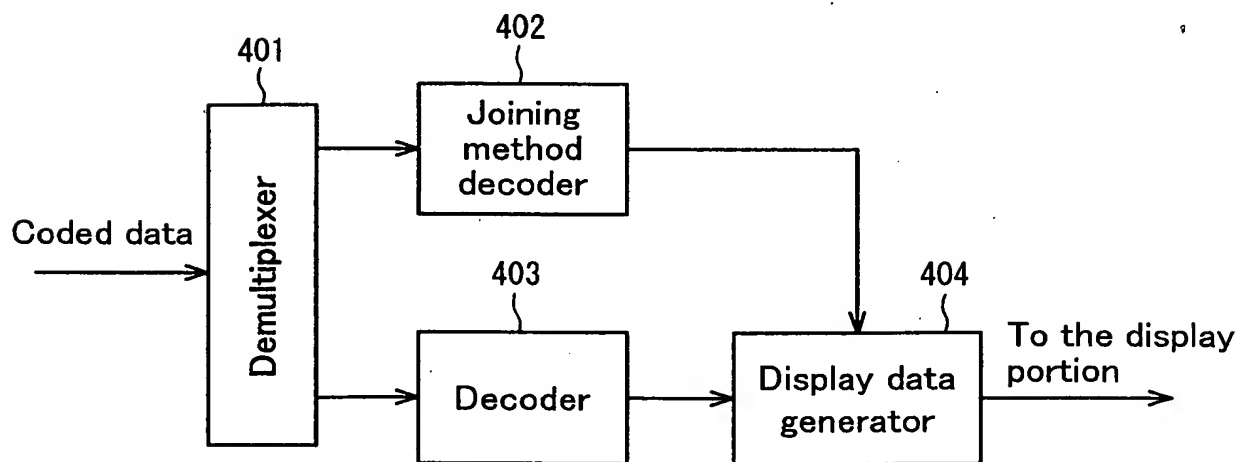 401
402
Joining
method
decoder
Coded data
Demultiplexer
403
404
Decoder
Display data
generator
To the display
portion